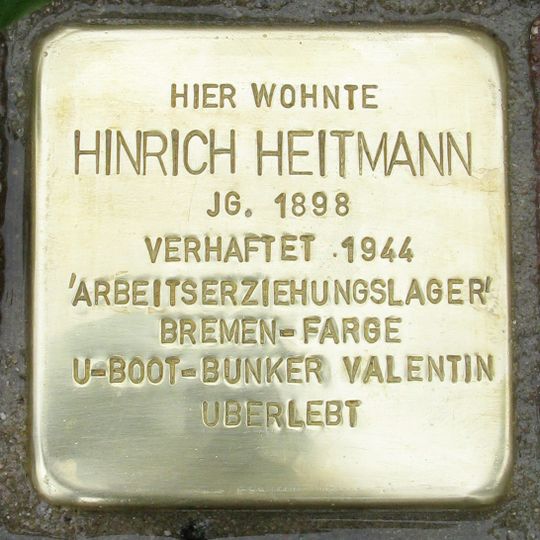 HIER WOHNTE
HINRICH HEITMANN
JG. 1898
VERHAFTET 1944
'ARBEITSERZIEHUNGSLAGER'
BREMEN-FARGE
U-BOOT-BUNKER VALENTIN
ÜBERLEBT